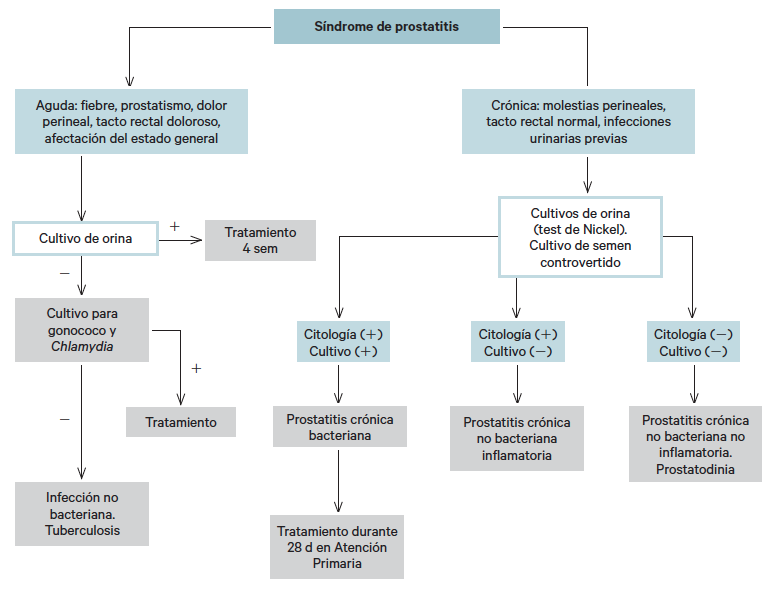 Síndrome de prostatitis
Aguda: fiebre, prostatismo, dolor
perineal, tacto rectal doloroso,
afectación del estado general
Crónica: molestias perineales,
tacto rectal normal, infecciones
urinarias previas
Cultivo de orina
+
Tratamiento
4 sem
Cultivos de orina
(test de Nickel).
Cultivo de semen
controvertido
−
Cultivo para
gonococo y
Chlamydia
+
Tratamiento
−
Infección no
bacteriana.
Tuberculosis
Citología (+)
Cultivo (+)
Citología (+)
Cultivo (−)
Citología (−)
Cultivo (−)
Prostatitis crónica
bacteriana
Prostatitis crónica
no bacteriana
inflamatoria
Prostatitis crónica
no bacteriana no
inflamatoria.
Prostatodinia
Tratamiento durante
28 d en Atención
Primaria